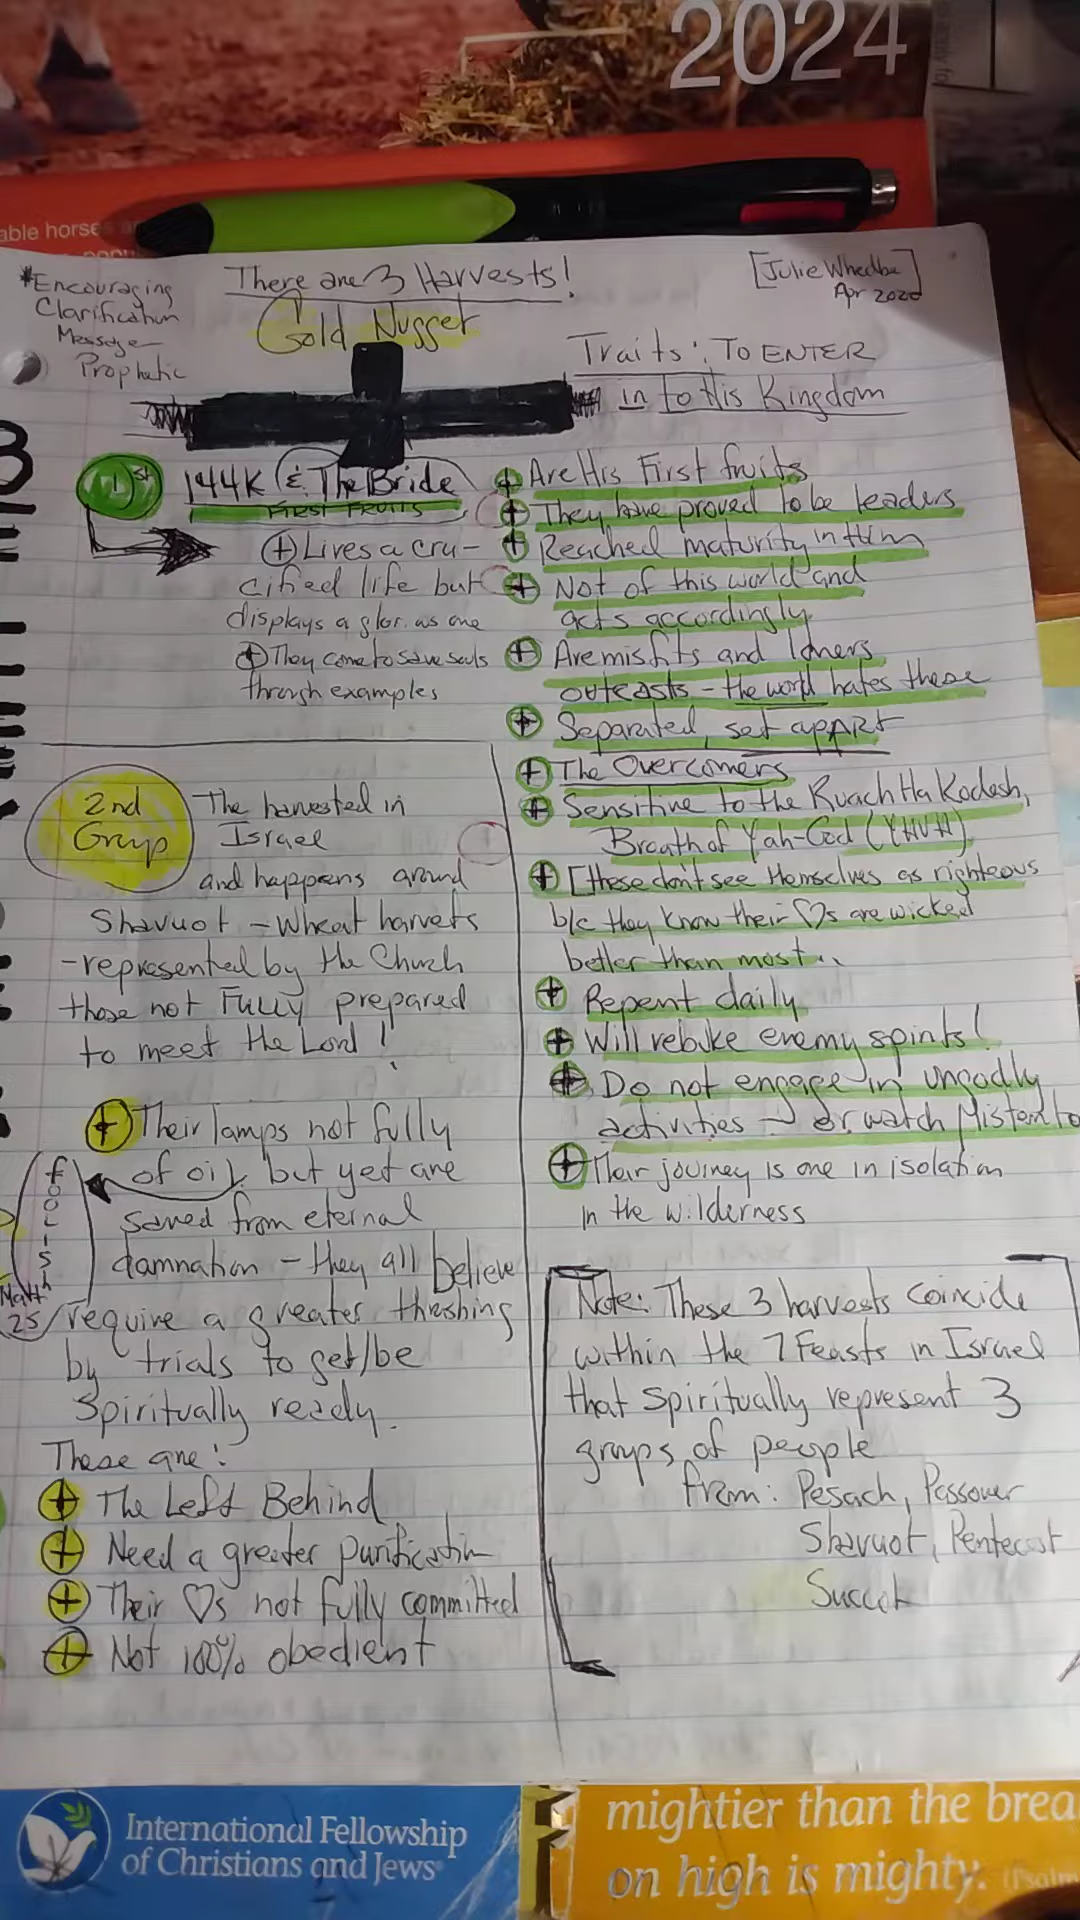 2024
able horses
*Encouraging
Clarification
Message
Prophetic
There are 3 Harvests!
Gold Nugget
[Julie Whedbe
Apr 2020]
Traits: TO ENTER
in to His Kingdom
1st
144K & The Bride
FIRST FRUITS
+ Lives a cru-
cified life but
displays a glor. as one
+ They come to save souls
through examples
+ Are His First fruits
+ They have proved to be leaders
+ Reached maturity in Him
+ Not of this world and
acts accordingly
+ Are misfits and loners
outcasts - the world hates these
+ Separated, set apart
+ The Overcomers
+ Sensitive to the Ruach Ha Kodesh,
Breath of Yah-God (YHVH)
+ [these don't see themselves as righteous
b/c they know their ♡s are wicked
better than most...
+ Repent daily
+ Will rebuke enemy spirits!
+ Do not engage in ungodly
activities - or watch
+ Their journey is one in isolation
in the wilderness
2nd
Group
The harvested in
Israel
and happens around
Shavuot - Wheat harvets
- represented by the Church
those not Fully prepared
to meet the Lord!
+ Their lamps not fully
of oil, but yet are
saved from eternal
damnation - they all believe
require a greater threshing
by trials to get/be
Spiritually ready.
foolish
Matt
25
These are:
+ The Left Behind
+ Need a greater purification
+ Their ♡s not fully committed
+ Not 100% obedient
Note: These 3 harvests coincide
within the 7 Feasts in Israel
that Spiritually represent 3
groups of people
from: Pesach, Passover
Shavuot, Pentecost
Succot
International Fellowship
of Christians and Jews
mightier than the brea
on high is mighty. (Psalm